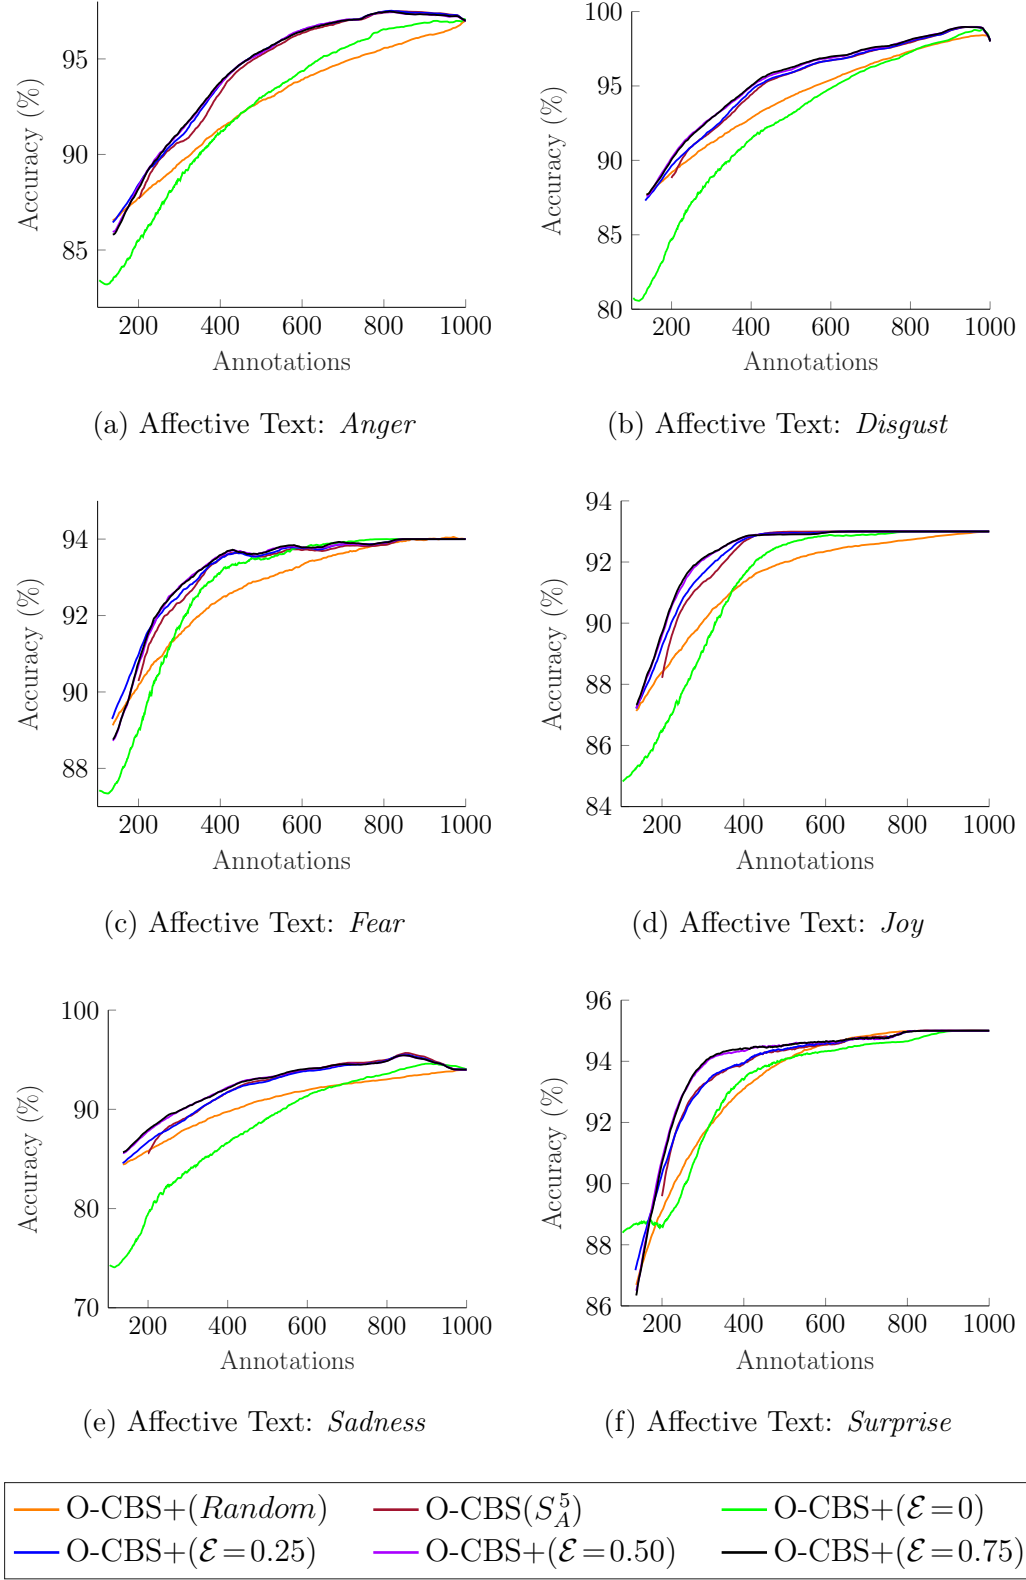 95
90
85
200 400 600 800 1000
Annotations
Accuracy (%)
(a) Affective Text: Anger
100
95
90
85
80
200 400 600 800 1000
Annotations
Accuracy (%)
(b) Affective Text: Disgust
94
92
90
88
200 400 600 800 1000
Annotations
Accuracy (%)
(c) Affective Text: Fear
94
93
92
90
88
86
84
200 400 600 800 1000
Annotations
Accuracy (%)
(d) Affective Text: Joy
100
90
80
70
200 400 600 800 1000
Annotations
Accuracy (%)
(e) Affective Text: Sadness
96
94
92
90
88
86
200 400 600 800 1000
Annotations
Accuracy (%)
(f) Affective Text: Surprise
O-CBS+(Random) O-CBS(S_A^5) O-CBS+(ℰ=0)
O-CBS+(ℰ=0.25) O-CBS+(ℰ=0.50) O-CBS+(ℰ=0.75)